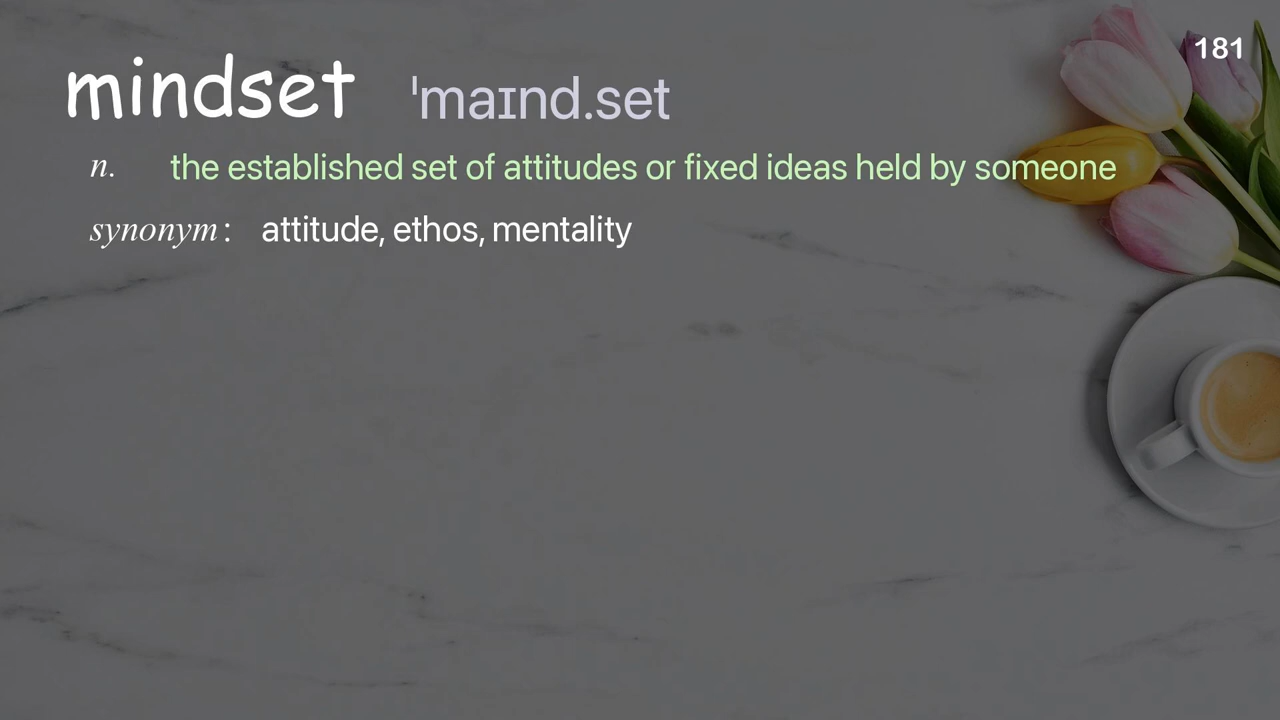 181
mindset ˈmaɪnd.set
n. the established set of attitudes or fixed ideas held by someone
synonym: attitude, ethos, mentality